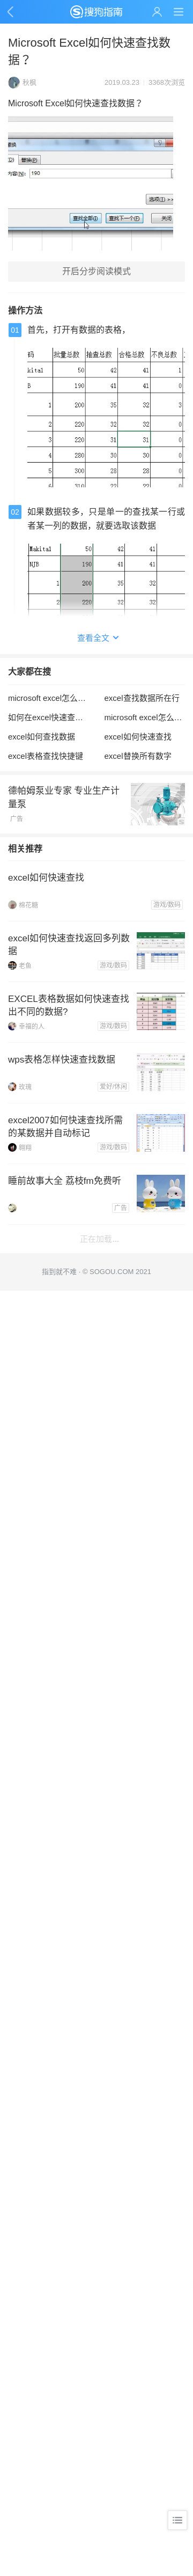 搜狗指南
Microsoft Excel如何快速查找数
据？
秋枫
2019.03.23 · 3368次浏览
Microsoft Excel如何快速查找数据？
替换(P)
内容(N): 190
选项(T) >>
查找全部(I)
查找下一个(F)
关闭
开启分步阅读模式
操作方法
01
首先，打开有数据的表格，
码 批量总数 抽查总数 合格总数 不良总数
kital 50 42 41 1
B 190 41 41 0
1 200 35 32 3
2 220 32 32 0
3 220 31 31 0
4 280 30 30 0
5 300 28 28 0
02
如果数据较多，只是单一的查找某一行或
者某一列的数据，就要选取该数据
Makital 50 42 41
NJB 190 41 41
1 200 35 32
2 220 32 32
查看全文
大家都在搜
microsoft excel怎么…
excel查找数据所在行
如何在excel快速查…
microsoft excel怎么…
excel如何查找数据
excel如何快速查找
excel表格查找快捷键
excel替换所有数字
德帕姆泵业专家 专业生产计
量泵
广告
相关推荐
excel如何快速查找
棉花糖
游戏/数码
excel如何快速查找返回多列数
据
老鱼
游戏/数码
EXCEL表格数据如何快速查找
出不同的数据?
幸福的人
游戏/数码
wps表格怎样快速查找数据
玫瑰
爱好/休闲
excel2007如何快速查找所需
的某数据并自动标记
翱翔
游戏/数码
睡前故事大全 荔枝fm免费听
广告
正在加载...
指到就不难 · © SOGOU.COM 2021